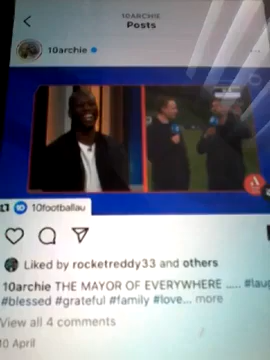 10ARCHIE
Posts
10archie
10footballau
Liked by rocketreddy33 and others
10archie THE MAYOR OF EVERYWHERE ..... #laug
#blessed #grateful #family #love... more
View all 4 comments
10 April